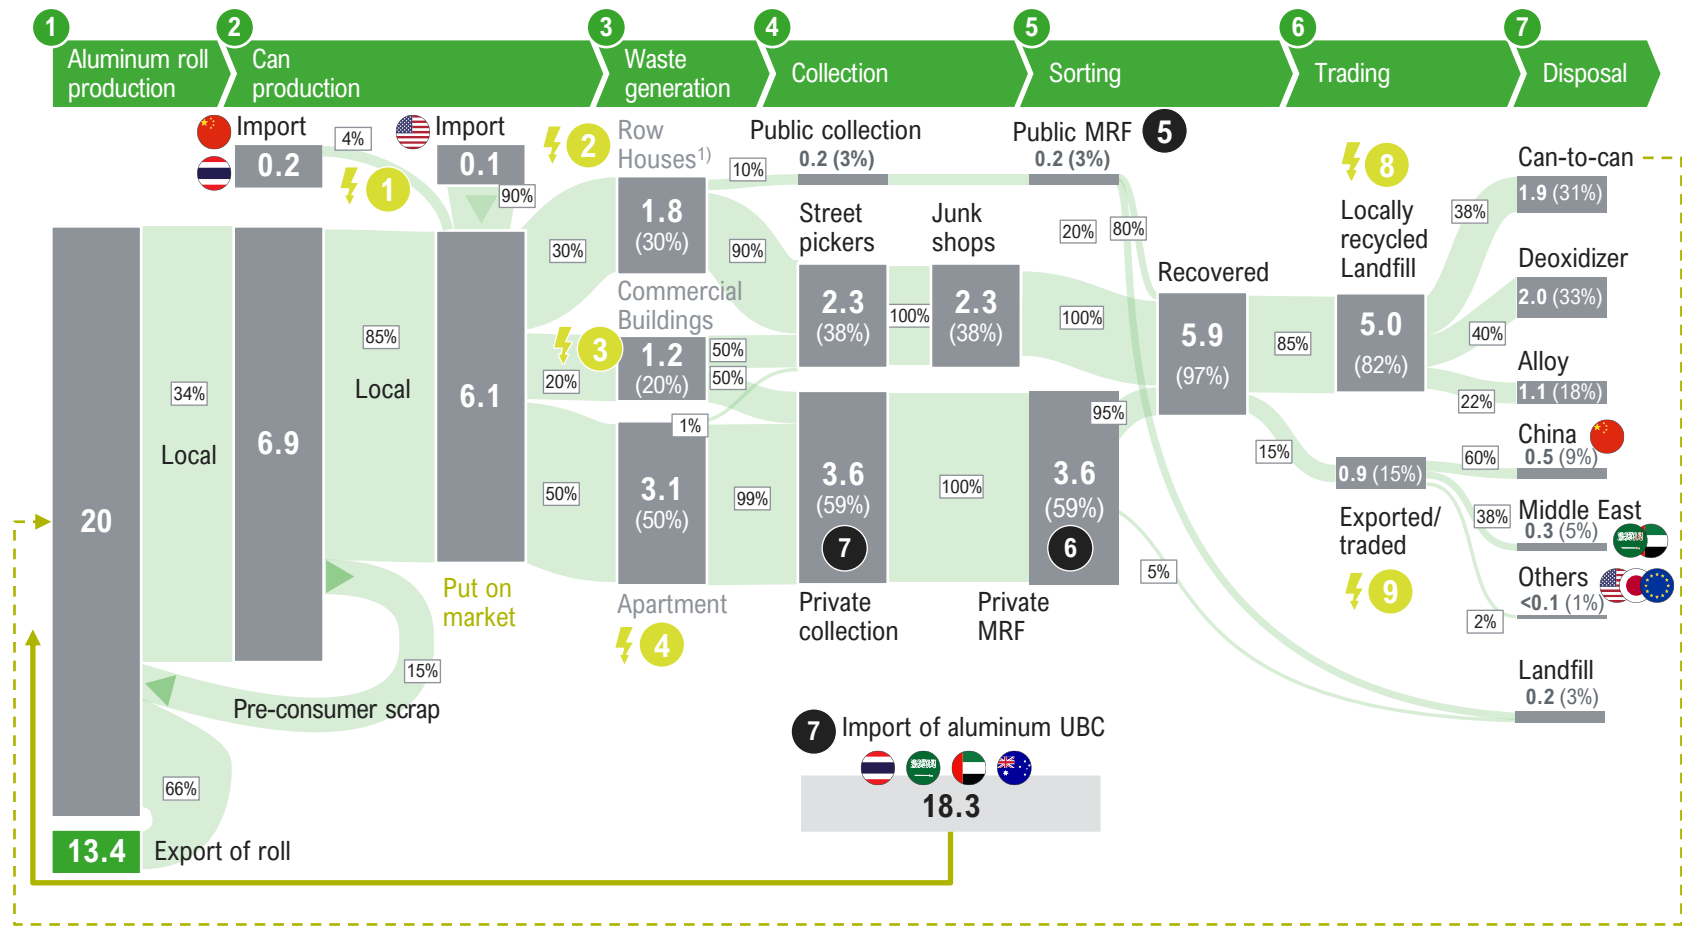 1
2
3
4
5
6
7
Aluminum roll
production
Can
production
Waste
generation
Collection
Sorting
Trading
Disposal
Import
0.2
4%
1
Import
0.1
90%
2
Row
Houses1)
10%
1.8
(30%)
Public collection
0.2 (3%)
Public MRF
5
0.2 (3%)
8
Can-to-can
1.9 (31%)
38%
Street
pickers
Junk
shops
20%
80%
Locally
recycled
Landfill
30%
90%
Recovered
Deoxidizer
2.0 (33%)
40%
Commercial
Buildings
3
1.2
(20%)
50%
50%
20%
2.3
(38%)
100%
2.3
(38%)
100%
5.9
(97%)
85%
5.0
(82%)
Alloy
1.1 (18%)
22%
34%
Local
6.9
85%
Local
6.1
1%
95%
15%
0.9 (15%)
60%
China
0.5 (9%)
20
50%
3.1
(50%)
99%
3.6
(59%)
7
100%
3.6
(59%)
6
Exported/
traded
9
38%
Middle East
0.3 (5%)
5%
Others
<0.1 (1%)
2%
Put on
market
Apartment
4
Private
collection
Private
MRF
15%
Pre-consumer scrap
Landfill
0.2 (3%)
66%
13.4
Export of roll
7
Import of aluminum UBC
18.3